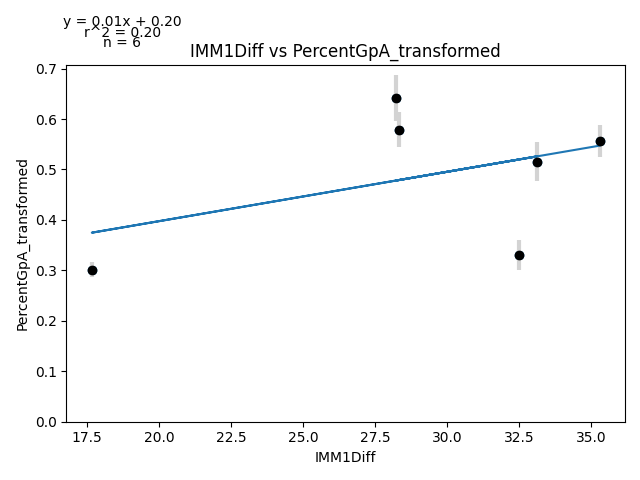 y = 0.01x + 0.20
r^2 = 0.20
n = 6
IMM1Diff vs PercentGpA_transformed
PercentGpA_transformed
0.7
0.6
0.5
0.4
0.3
0.2
0.1
0.0
17.5 20.0 22.5 25.0 27.5 30.0 32.5 35.0
IMM1Diff